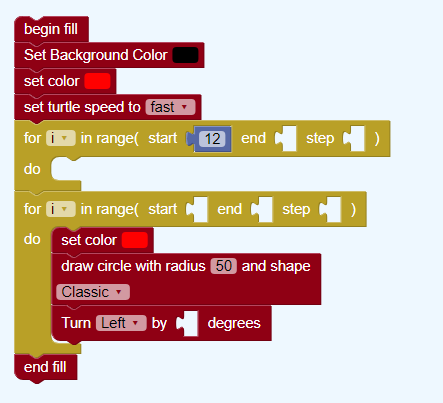 begin fill
Set Background Color
set color
set turtle speed to fast
for i in range( start 12 end step )
do
for i in range( start end step )
do set color
draw circle with radius 50 and shape
Classic
Turn Left by degrees
end fill